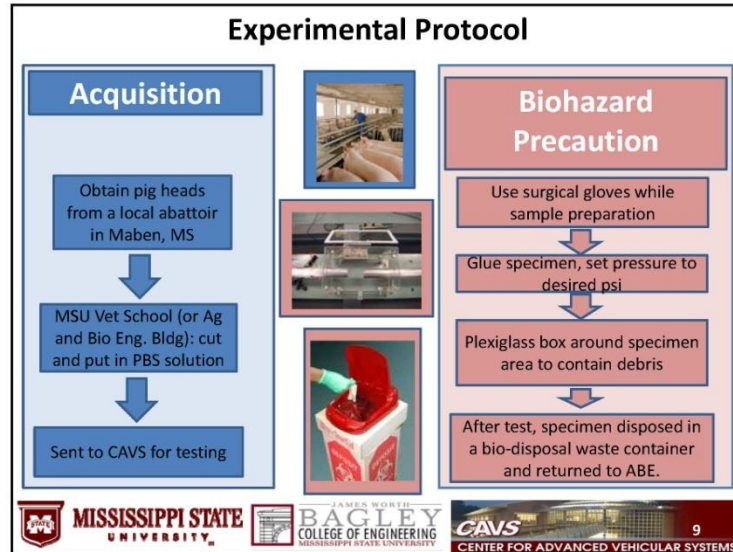 Experimental Protocol
Acquisition
Obtain pig heads
from a local abattoir
in Maben, MS
MSU Vet School (or Ag
and Bio Eng. Bldg): cut
and put in PBS solution
Sent to CAVS for testing
Biohazard
Precaution
Use surgical gloves while
sample preparation
Glue specimen, set pressure to
desired psi
Plexiglass box around specimen
area to contain debris
After test, specimen disposed in
a bio-disposal waste container
and returned to ABE.
MISSISSIPPI STATE
UNIVERSITY
JAMES WORTH
BAGLEY
COLLEGE OF ENGINEERING
MISSISSIPPI STATE UNIVERSITY
CAVS
9
CENTER FOR ADVANCED VEHICULAR SYSTEMS